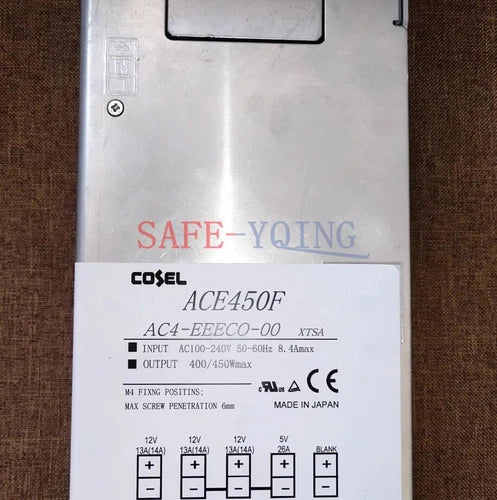 SAFE-YQING
COSEL
ACE450F
AC4-EEECO-00 XTSA
■ INPUT AC100-240V 50-60Hz 8.4Amax
■ OUTPUT 400/450Wmax
M4 FIXNG POSITINS;
MAX SCREW PENETRATION 6mm
MADE IN JAPAN
12V 12V 12V 5V
13A(14A) 13A(14A) 13A(14A) 26A BLANK
+ + + + +
- - - - -